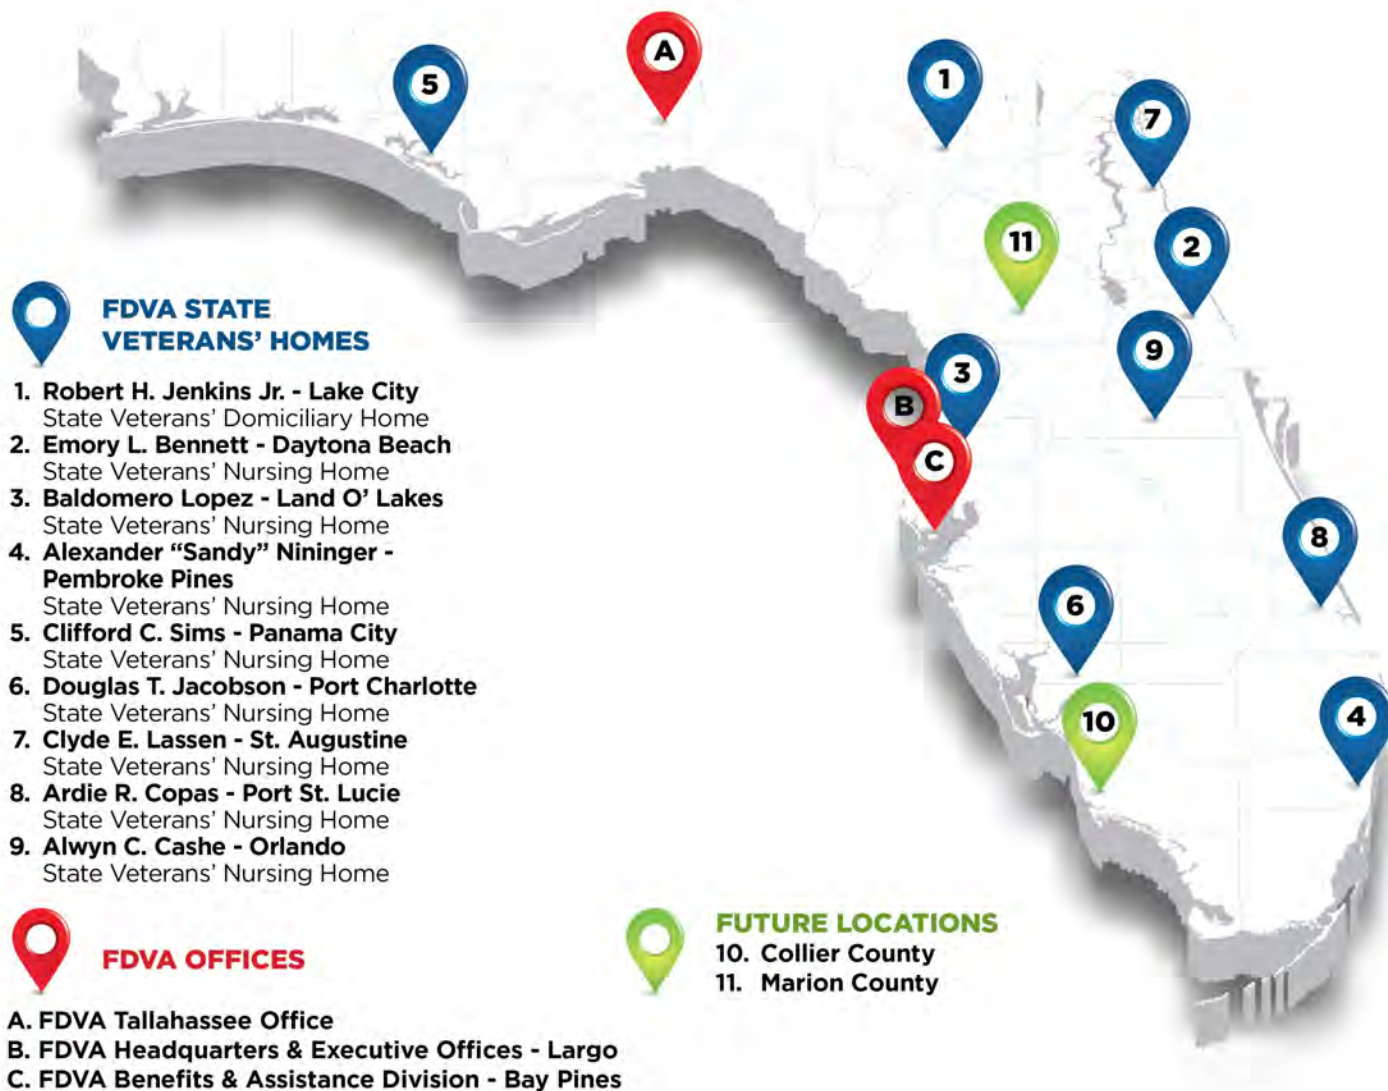 5
A
1
7
11
2
9
3
B
C
8
6
10
4
FDVA STATE
VETERANS’ HOMES
1. Robert H. Jenkins Jr. - Lake City
State Veterans’ Domiciliary Home
2. Emory L. Bennett - Daytona Beach
State Veterans’ Nursing Home
3. Baldomero Lopez - Land O’ Lakes
State Veterans’ Nursing Home
4. Alexander “Sandy” Nininger -
Pembroke Pines
State Veterans’ Nursing Home
5. Clifford C. Sims - Panama City
State Veterans’ Nursing Home
6. Douglas T. Jacobson - Port Charlotte
State Veterans’ Nursing Home
7. Clyde E. Lassen - St. Augustine
State Veterans’ Nursing Home
8. Ardie R. Copas - Port St. Lucie
State Veterans’ Nursing Home
9. Alwyn C. Cashe - Orlando
State Veterans’ Nursing Home
FDVA OFFICES
A. FDVA Tallahassee Office
B. FDVA Headquarters & Executive Offices - Largo
C. FDVA Benefits & Assistance Division - Bay Pines
FUTURE LOCATIONS
10. Collier County
11. Marion County